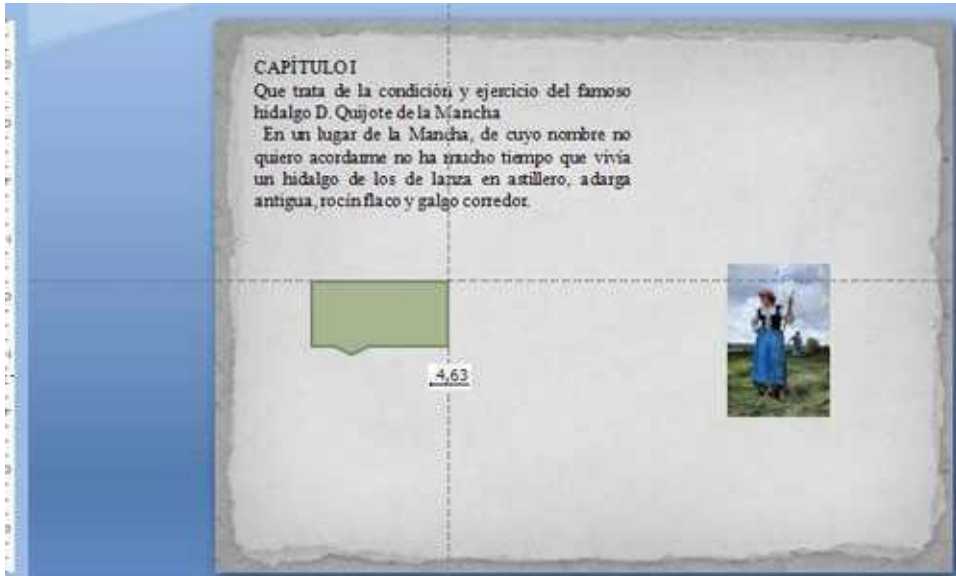 CAPÍTULO I
Que trata de la condición y ejercicio del famoso
hidalgo D. Quijote de la Mancha
En un lugar de la Mancha, de cuyo nombre no
quiero acordarme no ha mucho tiempo que vivía
un hidalgo de los de lanza en astillero, adarga
antigua, rocín flaco y galgo corredor.
4,63